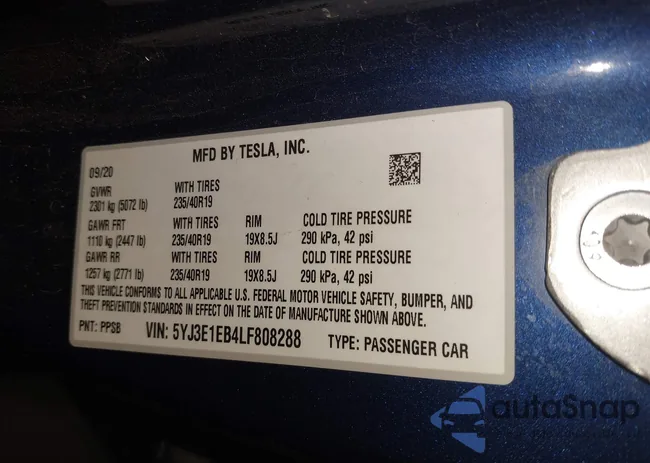 MFD BY TESLA, INC.
09/20
GVWR WITH TIRES
2301 kg (5072 lb) 235/40R19
GAWR FRT WITH TIRES RIM COLD TIRE PRESSURE
1110 kg (2447 lb) 235/40R19 19X8.5J 290 kPa, 42 psi
GAWR RR WITH TIRES RIM COLD TIRE PRESSURE
1257 kg (2771 lb) 235/40R19 19X8.5J 290 kPa, 42 psi
THIS VEHICLE CONFORMS TO ALL APPLICABLE U.S. FEDERAL MOTOR VEHICLE SAFETY, BUMPER, AND
THEFT PREVENTION STANDARDS IN EFFECT ON THE DATE OF MANUFACTURE SHOWN ABOVE.
PNT: PPSB VIN: 5YJ3E1EB4LF808288 TYPE: PASSENGER CAR
autoSnap